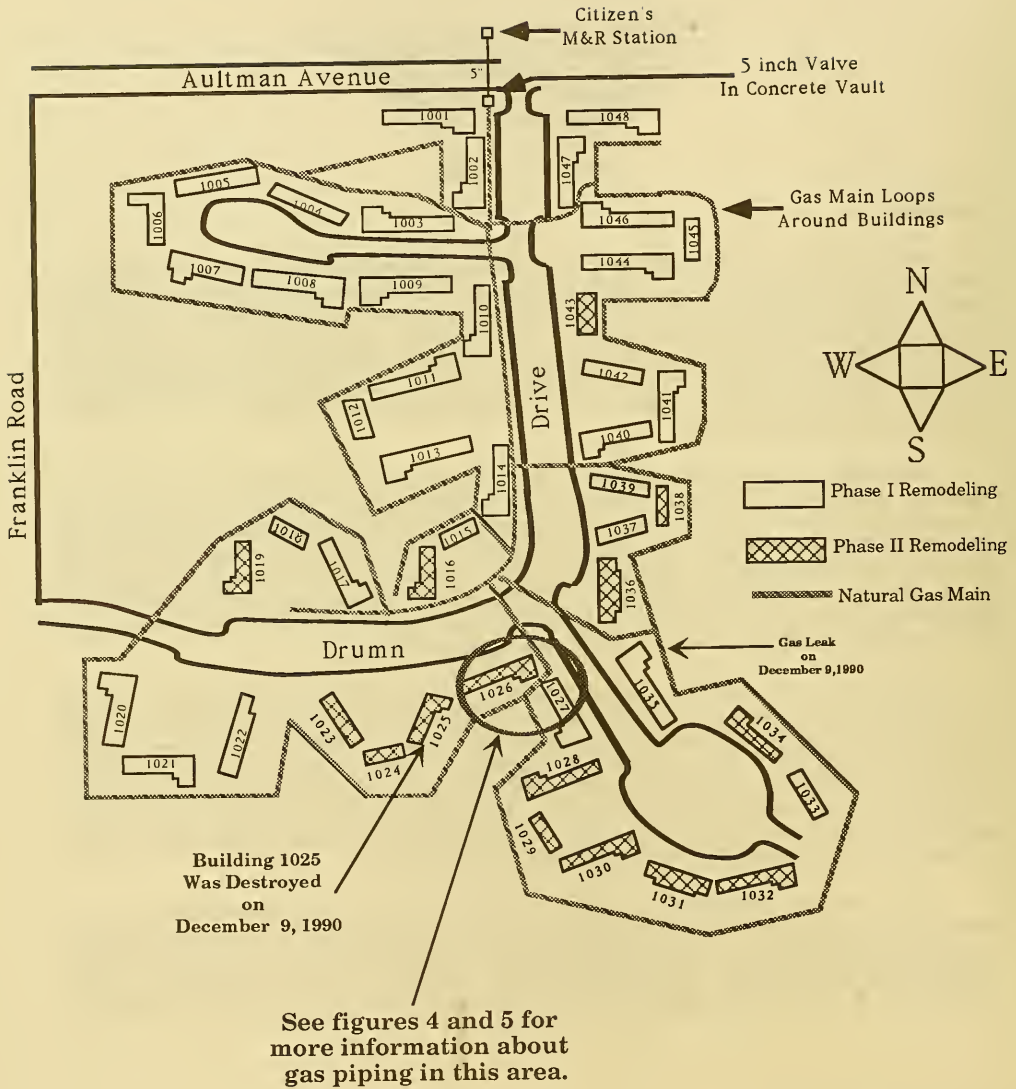 Citizen's
M&R Station
Aultman Avenue
5"
5 inch Valve
In Concrete Vault
1001
1048
1002
1047
1005
1004
1006
1003
1046
1045
Gas Main Loops
Around Buildings
1007
1008
1009
1044
1010
1043
N
W
E
S
1011
1042
1012
1041
Drive
1013
1040
1014
Franklin Road
1039
1038
Phase I Remodeling
1015
1037
1018
1019
1016
1017
Phase II Remodeling
1036
Natural Gas Main
Drumn
Gas Leak
on
December 9,1990
1026
1027
1035
1020
1022
1023
1025
1034
1021
1024
1028
1033
1029
1030
1031
1032
Building 1025
Was Destroyed
on
December 9, 1990
See figures 4 and 5 for
more information about
gas piping in this area.